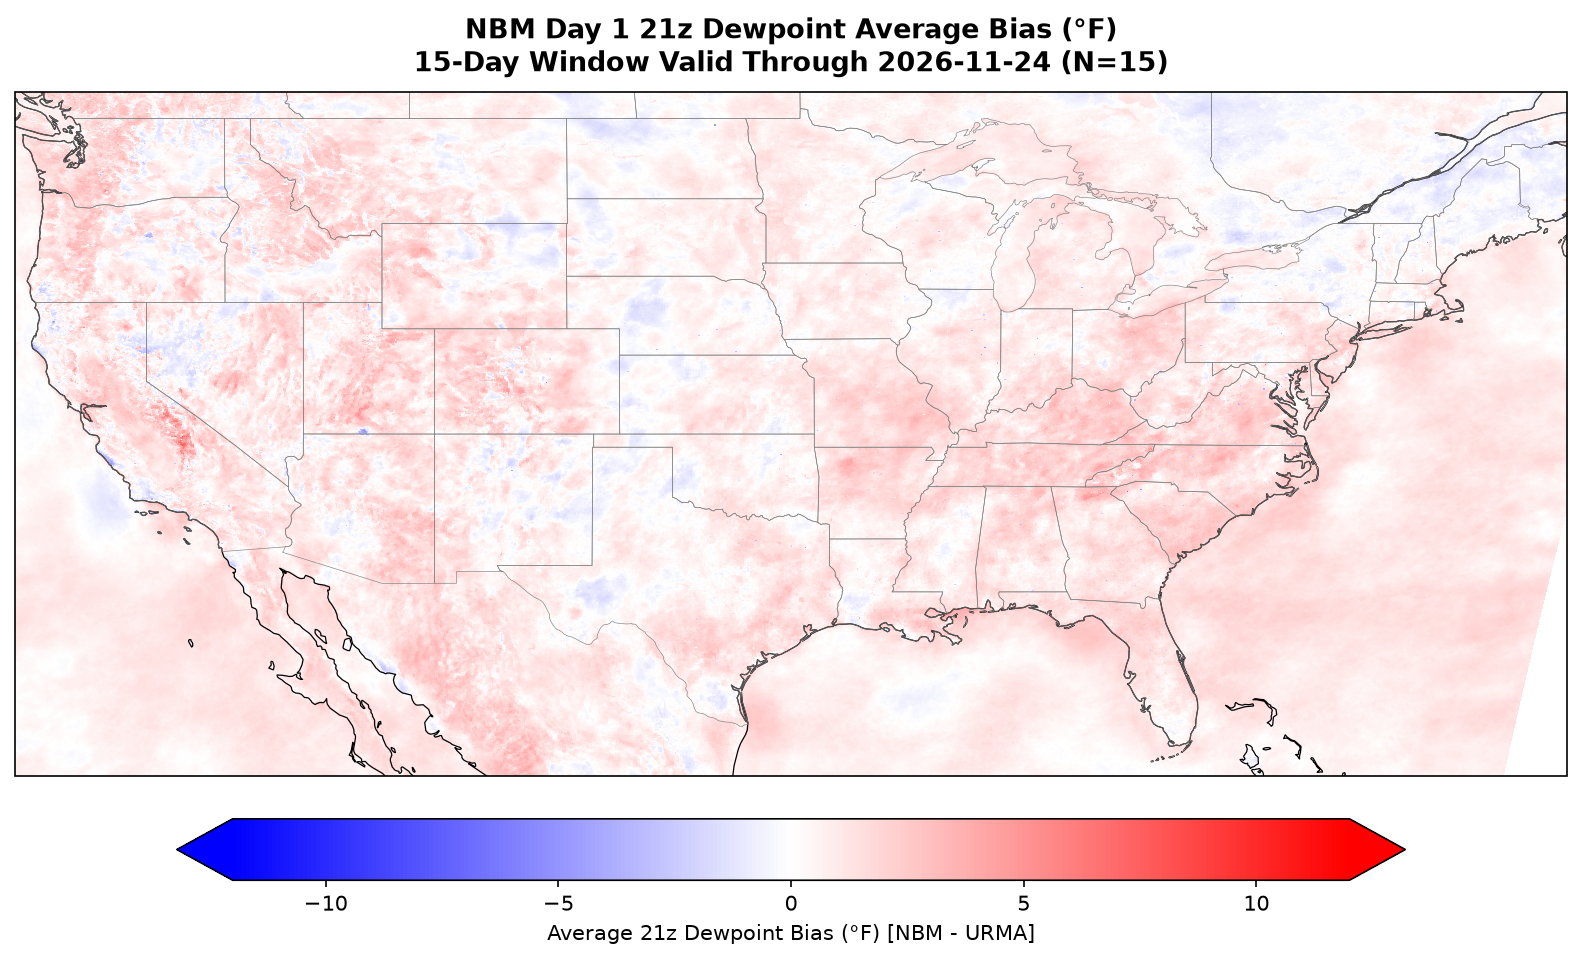 NBM Day 1 21z Dewpoint Average Bias (°F)
15-Day Window Valid Through 2026-11-24 (N=15)
−10 −5 0 5 10
Average 21z Dewpoint Bias (°F) [NBM - URMA]